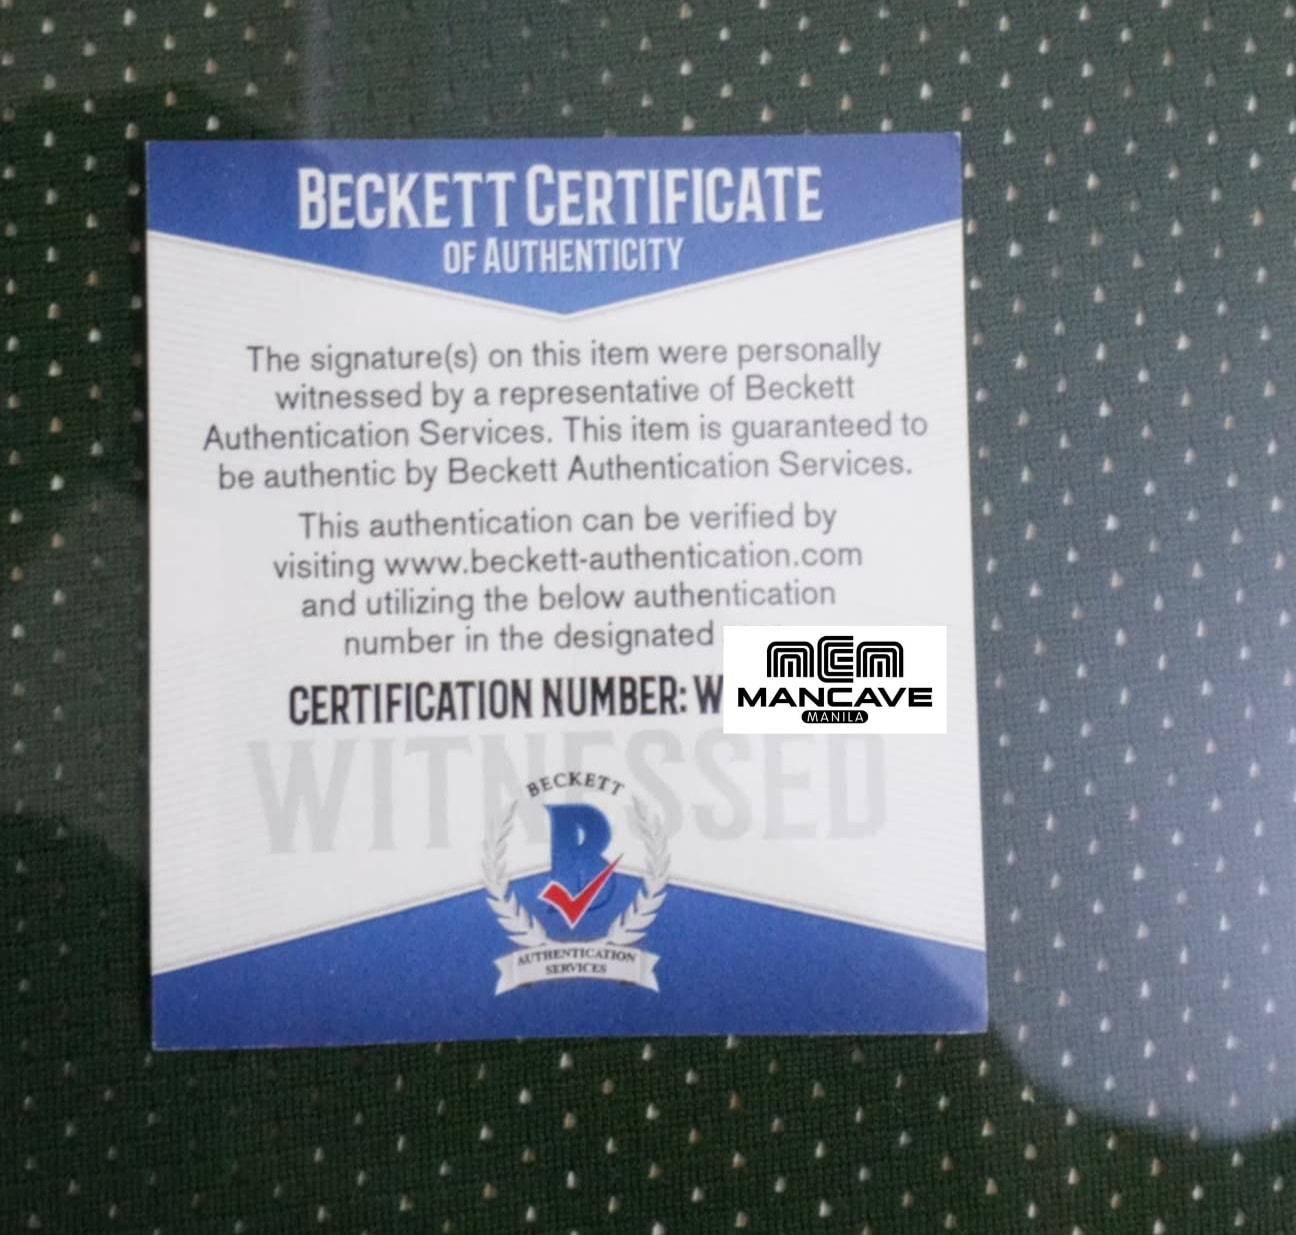 BECKETT CERTIFICATE
OF AUTHENTICITY
The signature(s) on this item were personally
witnessed by a representative of Beckett
Authentication Services. This item is guaranteed to
be authentic by Beckett Authentication Services.
This authentication can be verified by
visiting www.beckett-authentication.com
and utilizing the below authentication
number in the designated
CERTIFICATION NUMBER: W
MCM
MANCAVE
MANILA
WITNESSED
BECKETT
B
AUTHENTICATION
SERVICES